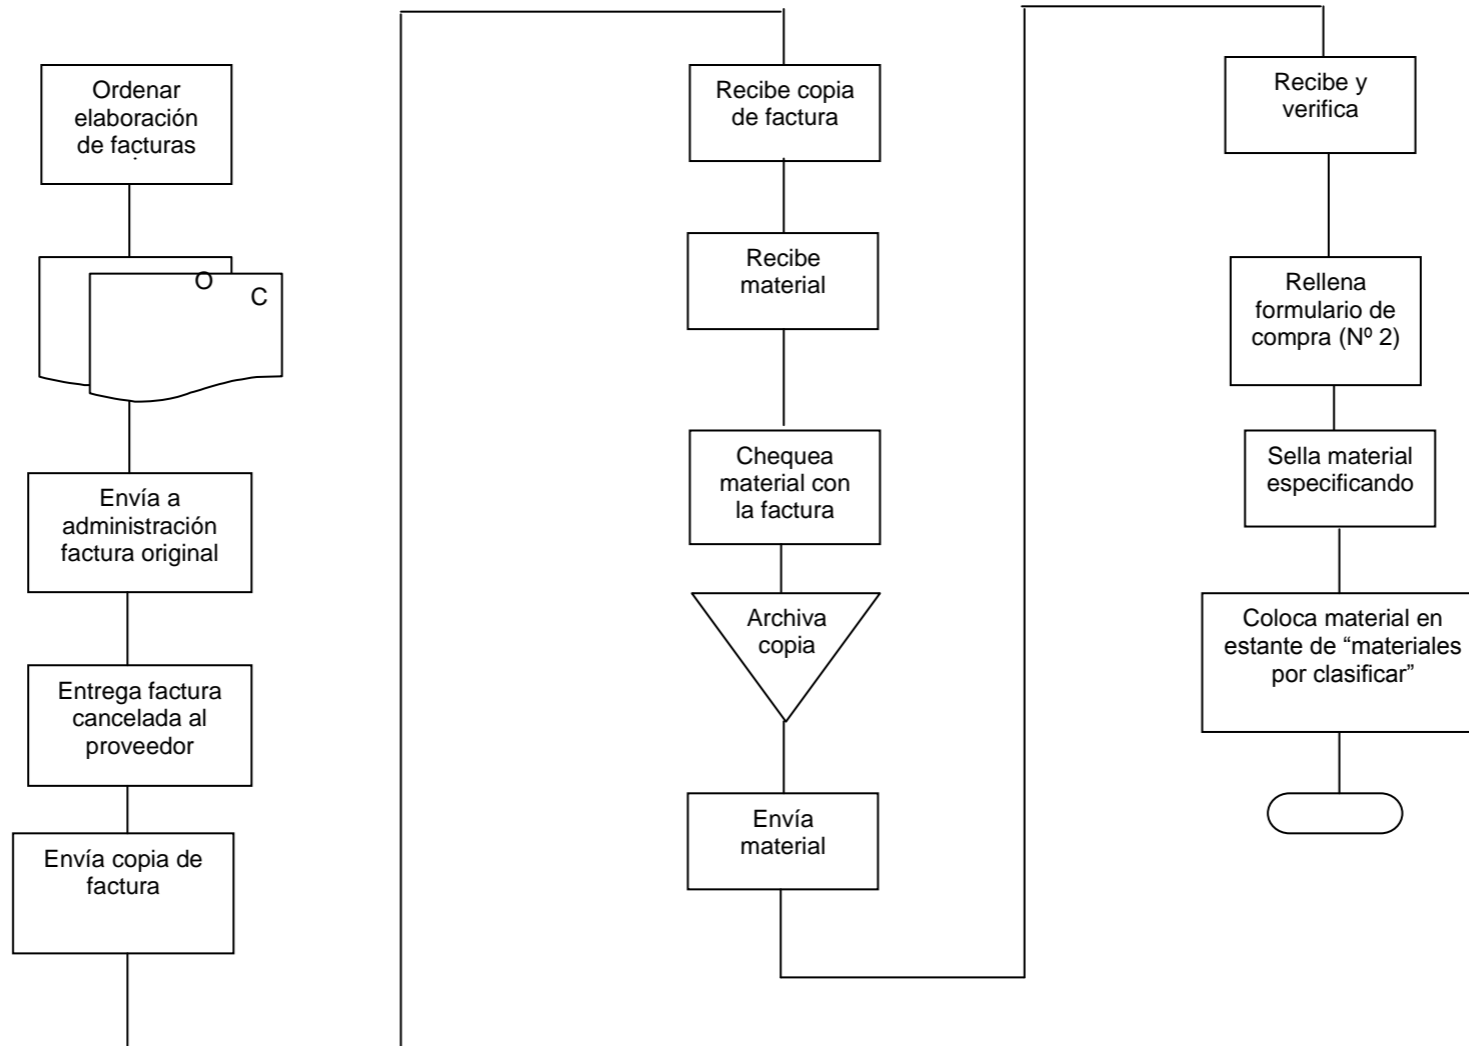 Ordenar
elaboración
de facturas
O
C
Envía a
administración
factura original
Entrega factura
cancelada al
proveedor
Envía copia de
factura
Recibe copia
de factura
Recibe
material
Chequea
material con
la factura
Archiva
copia
Envía
material
Recibe y
verifica
Rellena
formulario de
compra (Nº 2)
Sella material
especificando
Coloca material en
estante de “materiales
por clasificar”